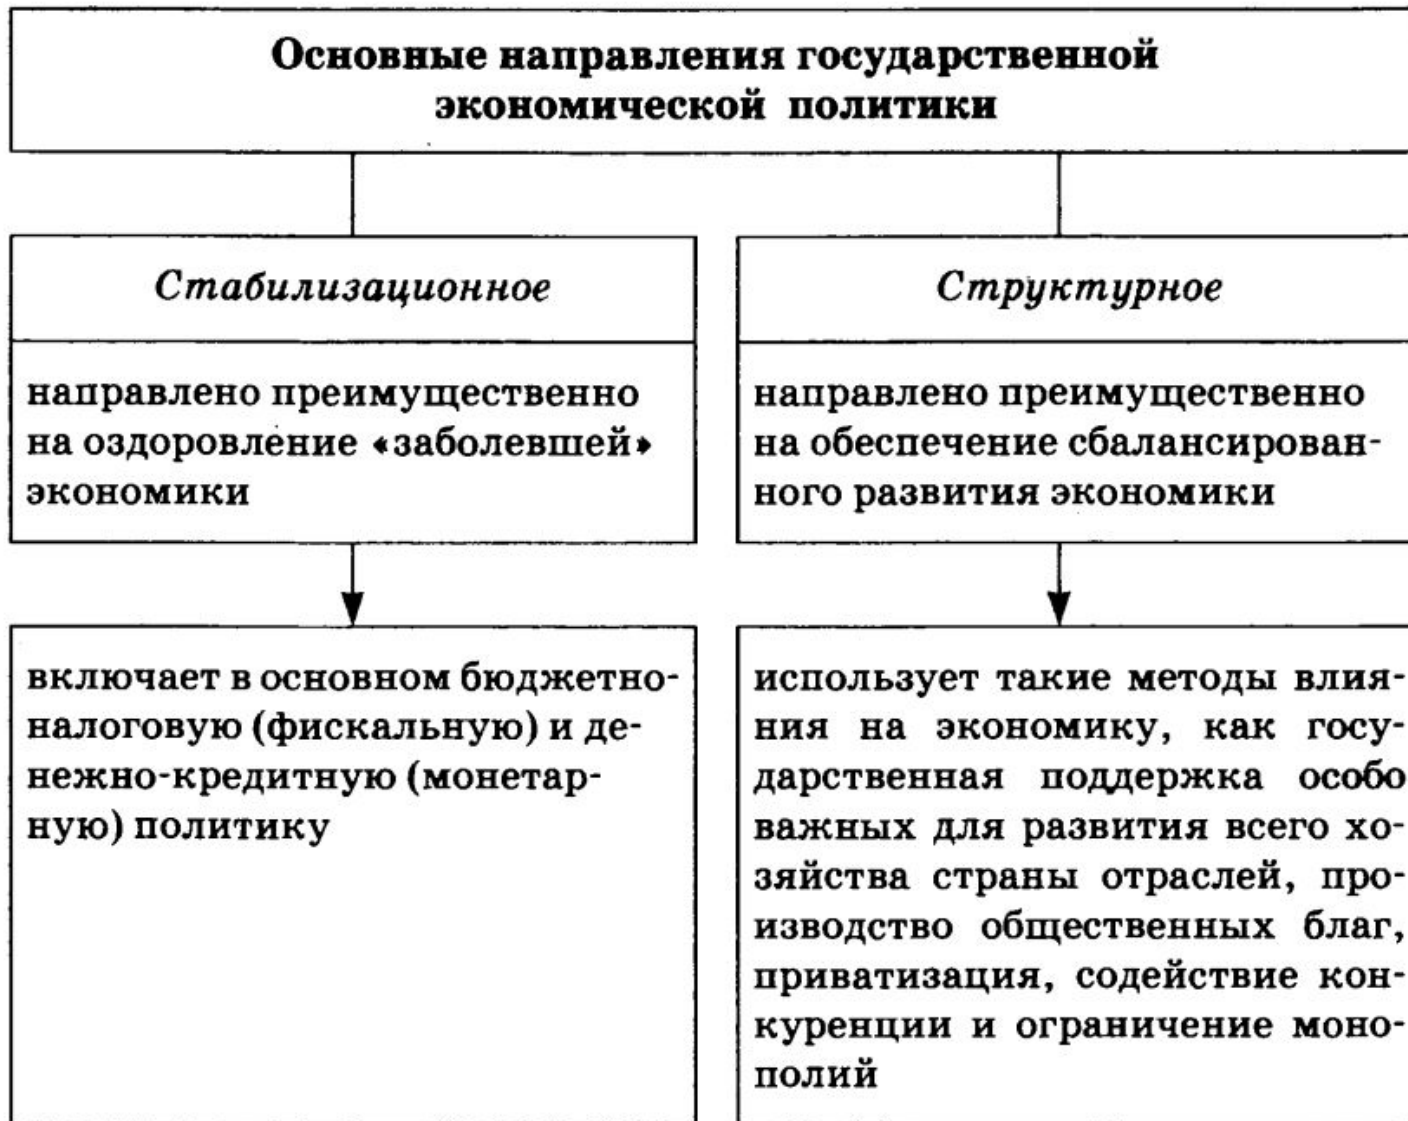 Основные направления государственной
экономической политики
Стабилизационное
направлено преимущественно
на оздоровление «заболевшей»
экономики
включает в основном бюджетно-
налоговую (фискальную) и де-
нежно-кредитную (монетар-
ную) политику
Структурное
направлено преимущественно
на обеспечение сбалансирован-
ного развития экономики
использует такие методы влия-
ния на экономику, как госу-
дарственная поддержка особо
важных для развития всего хо-
зяйства страны отраслей, про-
изводство общественных благ,
приватизация, содействие кон-
куренции и ограничение моно-
полий